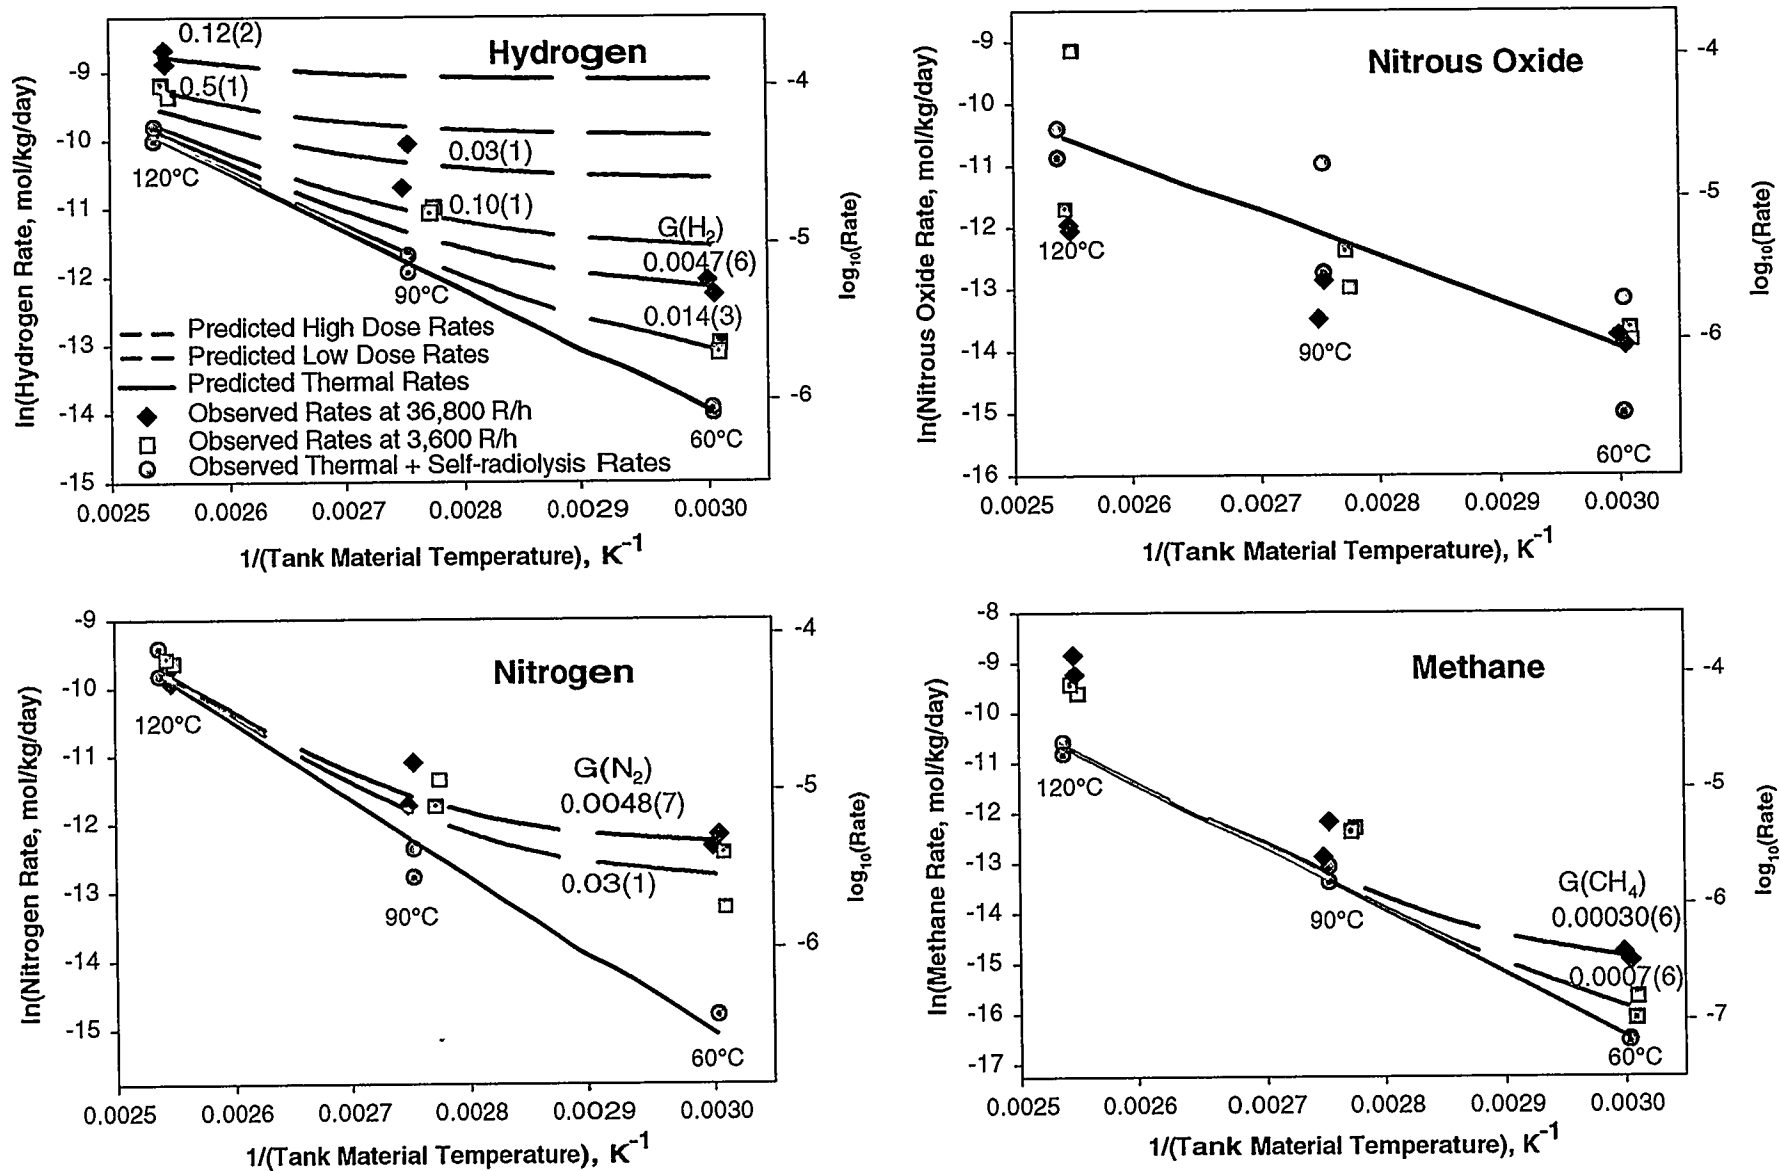 Hydrogen
ln(Hydrogen Rate, mol/kg/day)
-9
-10
-11
-12
-13
-14
-15
0.12(2)
0.5(1)
0.03(1)
0.10(1)
G(H2)
0.0047(6)
0.014(3)
120°C
90°C
60°C
Predicted High Dose Rates
Predicted Low Dose Rates
Predicted Thermal Rates
Observed Rates at 36,800 R/h
Observed Rates at 3,600 R/h
Observed Thermal + Self-radiolysis Rates
-4
-5
-6
log10(Rate)
0.0025 0.0026 0.0027 0.0028 0.0029 0.0030
1/(Tank Material Temperature), K-1
Nitrous Oxide
ln(Nitrous Oxide Rate, mol/kg/day)
-9
-10
-11
-12
-13
-14
-15
-16
120°C
90°C
60°C
-4
-5
-6
log10(Rate)
0.0025 0.0026 0.0027 0.0028 0.0029 0.0030
1/(Tank Material Temperature), K-1
Nitrogen
ln(Nitrogen Rate, mol/kg/day)
-9
-10
-11
-12
-13
-14
-15
120°C
90°C
60°C
G(N2)
0.0048(7)
0.03(1)
-4
-5
-6
log10(Rate)
0.0025 0.0026 0.0027 0.0028 0.0029 0.0030
1/(Tank Material Temperature), K-1
Methane
ln(Methane Rate, mol/kg/day)
-8
-9
-10
-11
-12
-13
-14
-15
-16
-17
120°C
90°C
60°C
G(CH4)
0.00030(6)
0.0007(6)
-4
-5
-6
-7
log10(Rate)
0.0025 0.0026 0.0027 0.0028 0.0029 0.0030
1/(Tank Material Temperature), K-1